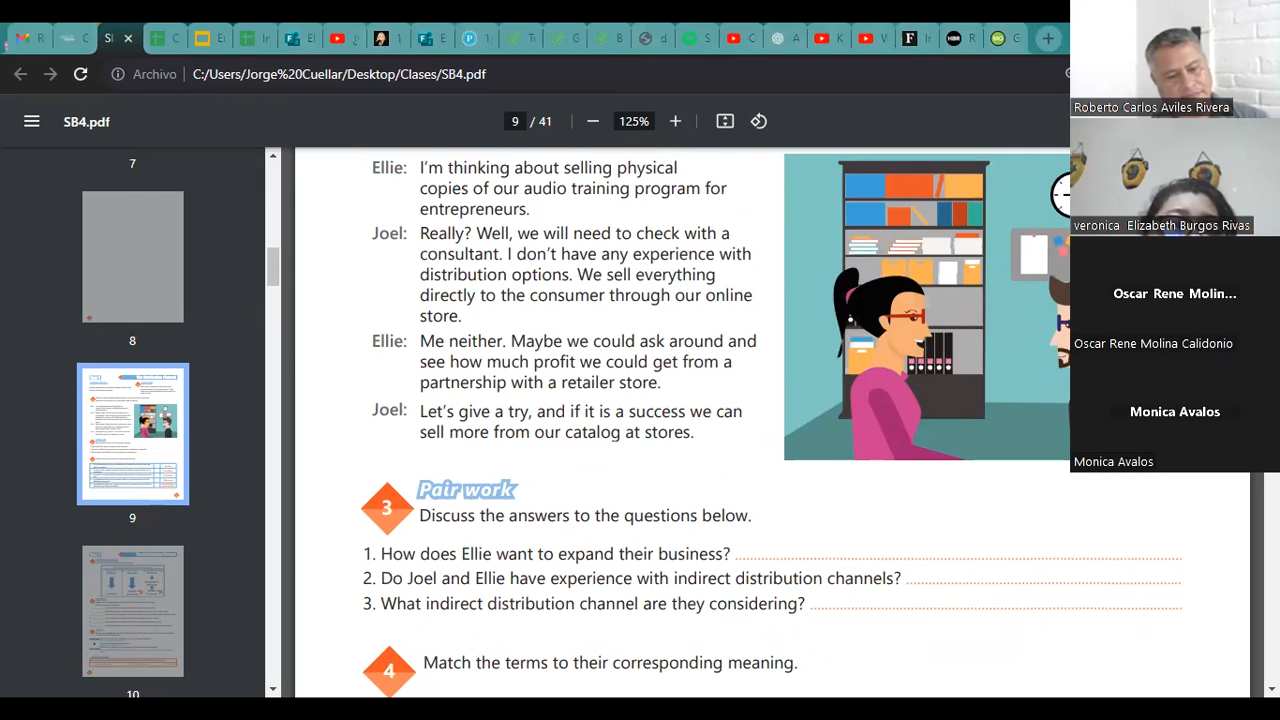 Archivo
C:/Users/Jorge%20Cuellar/Desktop/Clases/SB4.pdf
SB4.pdf
9 / 41
125%
7
8
9
10
Ellie: I'm thinking about selling physical
copies of our audio training program for
entrepreneurs.
Joel: Really? Well, we will need to check with a
consultant. I don't have any experience with
distribution options. We sell everything
directly to the consumer through our online
store.
Ellie: Me neither. Maybe we could ask around and
see how much profit we could get from a
partnership with a retailer store.
Joel: Let's give a try, and if it is a success we can
sell more from our catalog at stores.
3
Pair work
Discuss the answers to the questions below.
1. How does Ellie want to expand their business?
2. Do Joel and Ellie have experience with indirect distribution channels?
3. What indirect distribution channel are they considering?
4
Match the terms to their corresponding meaning.
Roberto Carlos Aviles Rivera
veronica Elizabeth Burgos Rivas
Oscar Rene Molin...
Oscar Rene Molina Calidonio
Monica Avalos
Monica Avalos